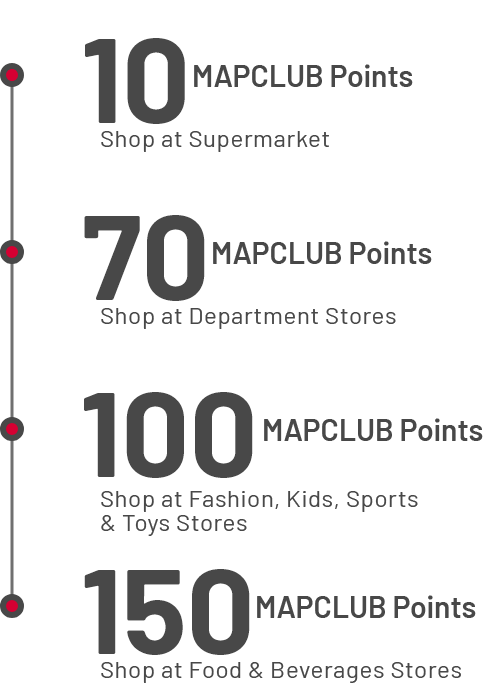 10 MAPCLUB Points
Shop at Supermarket
70 MAPCLUB Points
Shop at Department Stores
100 MAPCLUB Points
Shop at Fashion, Kids, Sports
& Toys Stores
150 MAPCLUB Points
Shop at Food & Beverages Stores